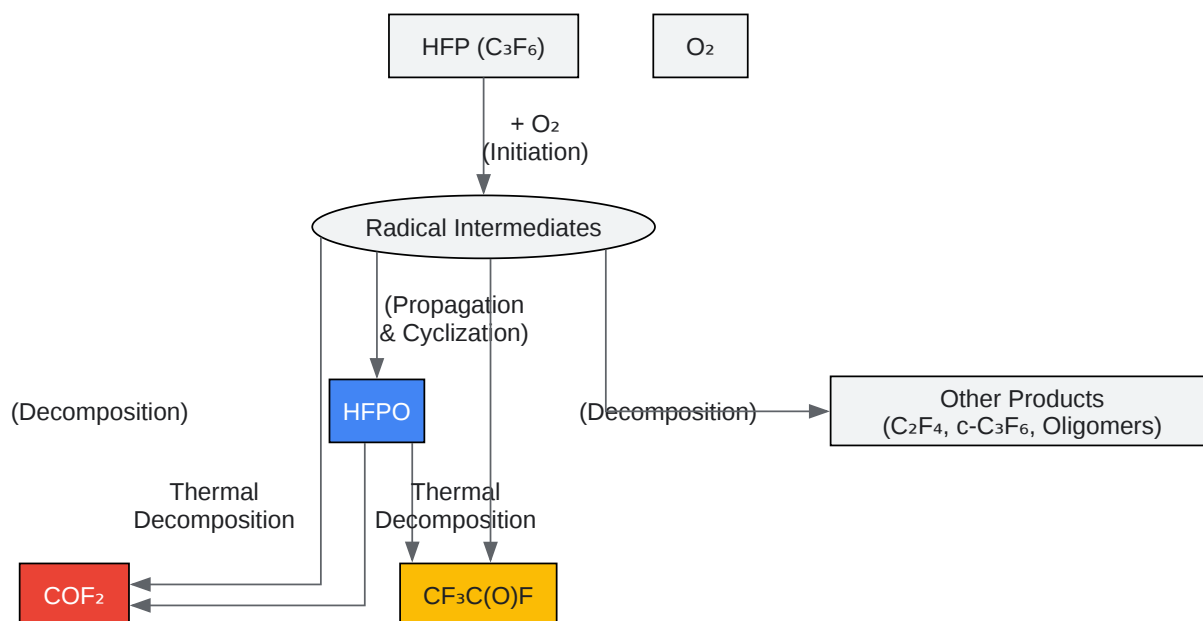 HFP (C₃F₆)
O₂
+ O₂
(Initiation)
Radical Intermediates
(Propagation
& Cyclization)
HFPO
(Decomposition)
(Decomposition)
Other Products
(C₂F₄, c-C₃F₆, Oligomers)
Thermal
Decomposition
Thermal
Decomposition
COF₂
CF₃C(O)F